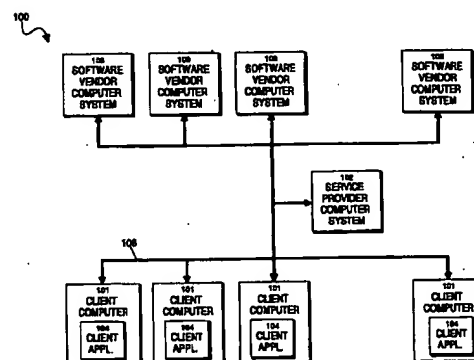 100
108
SOFTWARE
VENDOR
COMPUTER
SYSTEM
108
SOFTWARE
VENDOR
COMPUTER
SYSTEM
108
SOFTWARE
VENDOR
COMPUTER
SYSTEM
108
SOFTWARE
VENDOR
COMPUTER
SYSTEM
102
SERVICE
PROVIDER
COMPUTER
SYSTEM
106
101
CLIENT
COMPUTER
104
CLIENT
APPL.
101
CLIENT
COMPUTER
104
CLIENT
APPL.
101
CLIENT
COMPUTER
104
CLIENT
APPL.
101
CLIENT
COMPUTER
104
CLIENT
APPL.